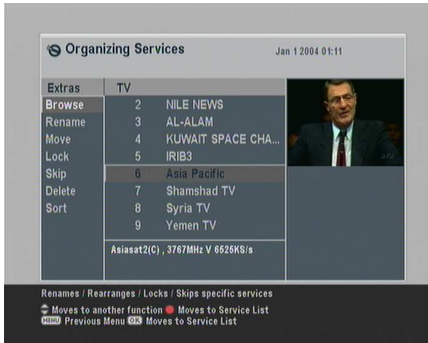 Organizing Services
Jan 1 2004 01:11
Extras TV
Browse 2 NILE NEWS
Rename 3 AL-ALAM
Move 4 KUWAIT SPACE CHA...
Lock 5 IRIB3
Skip 6 Asia Pacific
Delete 7 Shamshad TV
Sort 8 Syria TV
9 Yemen TV
Asiasat2(C) , 3767MHz V 6525KS/s
Renames / Rearranges / Locks / Skips specific services
Moves to another function Moves to Service List
MENU Previous Menu OK Moves to Service List